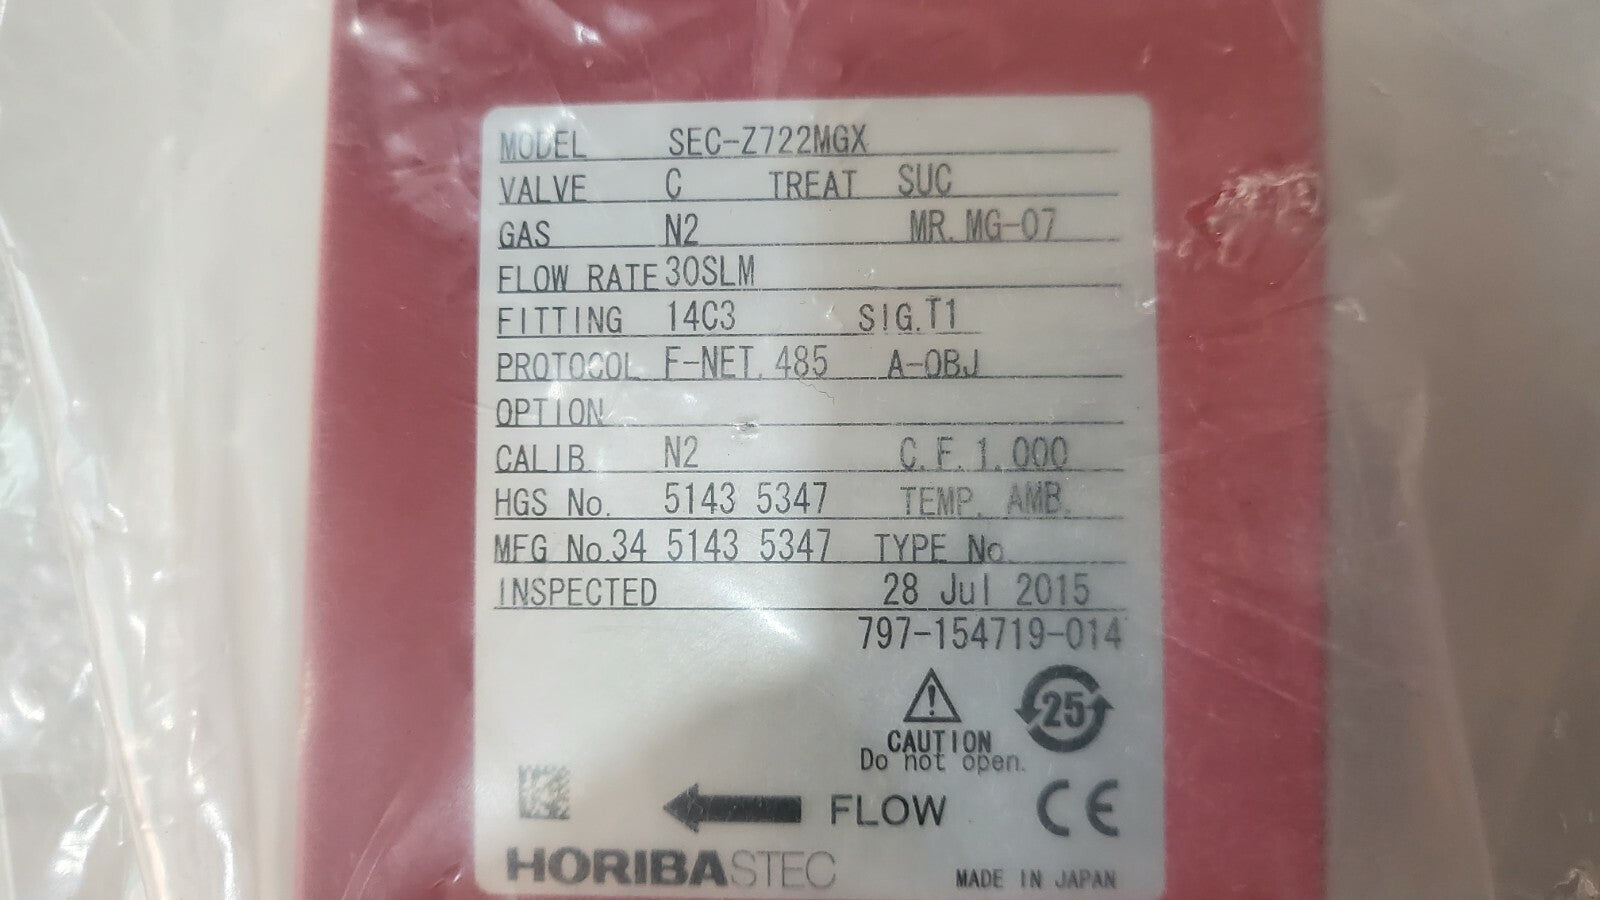 MODEL SEC-Z722MGX
VALVE C TREAT SUC
GAS N2 MR. MG-07
FLOW RATE 30SLM
FITTING 14C3 SIG. T1
PROTOCOL F-NET. 485 A-OBJ
OPTION
CALIB N2 C. F. 1.000
HGS No. 5143 5347 TEMP. AMB.
MFG No. 34 5143 5347 TYPE No.
INSPECTED 28 Jul 2015
797-154719-014
25
CAUTION
Do not open.
FLOW CE
HORIBASTEC MADE IN JAPAN